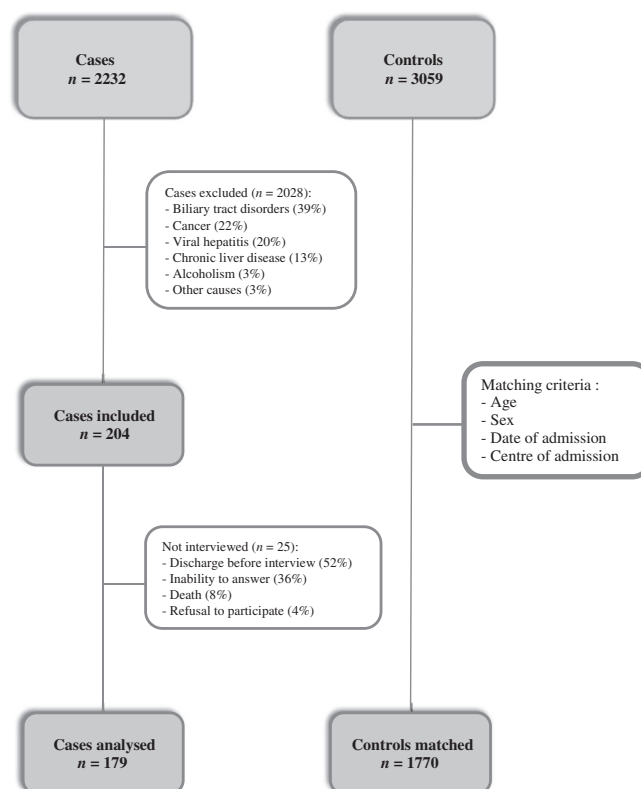 Cases
n = 2232
Controls
n = 3059
Cases excluded (n = 2028):
- Biliary tract disorders (39%)
- Cancer (22%)
- Viral hepatitis (20%)
- Chronic liver disease (13%)
- Alcoholism (3%)
- Other causes (3%)
Matching criteria :
- Age
- Sex
- Date of admission
- Centre of admission
Cases included
n = 204
Not interviewed (n = 25):
- Discharge before interview (52%)
- Inability to answer (36%)
- Death (8%)
- Refusal to participate (4%)
Cases analysed
n = 179
Controls matched
n = 1770